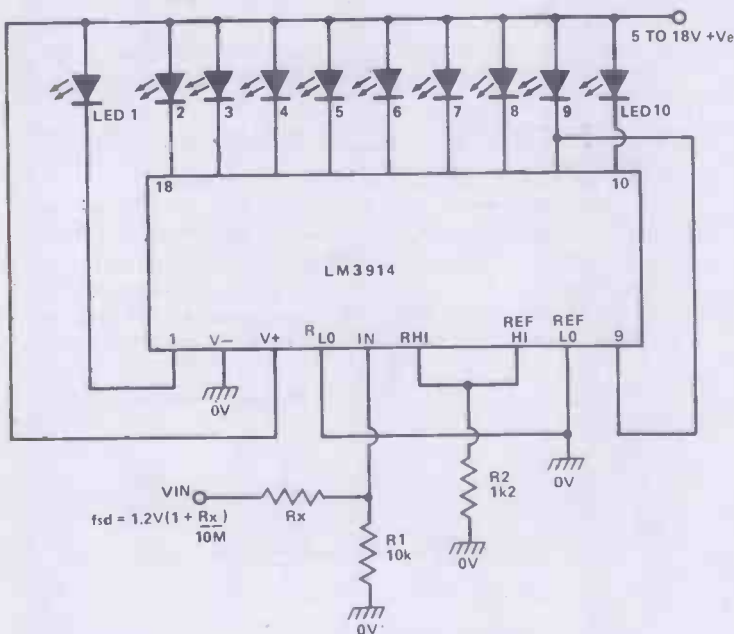 5 TO 18V +Ve
LED 1
2
3
4
5
6
7
8
9
LED 10
18
10
LM3914
1
V-
V+
R LO
IN
RHI
REF HI
REF LO
9
0V
0V
VIN
fsd = 1.2V(1 + Rx/10M)
Rx
R1
10k
R2
1k2
0V
0V